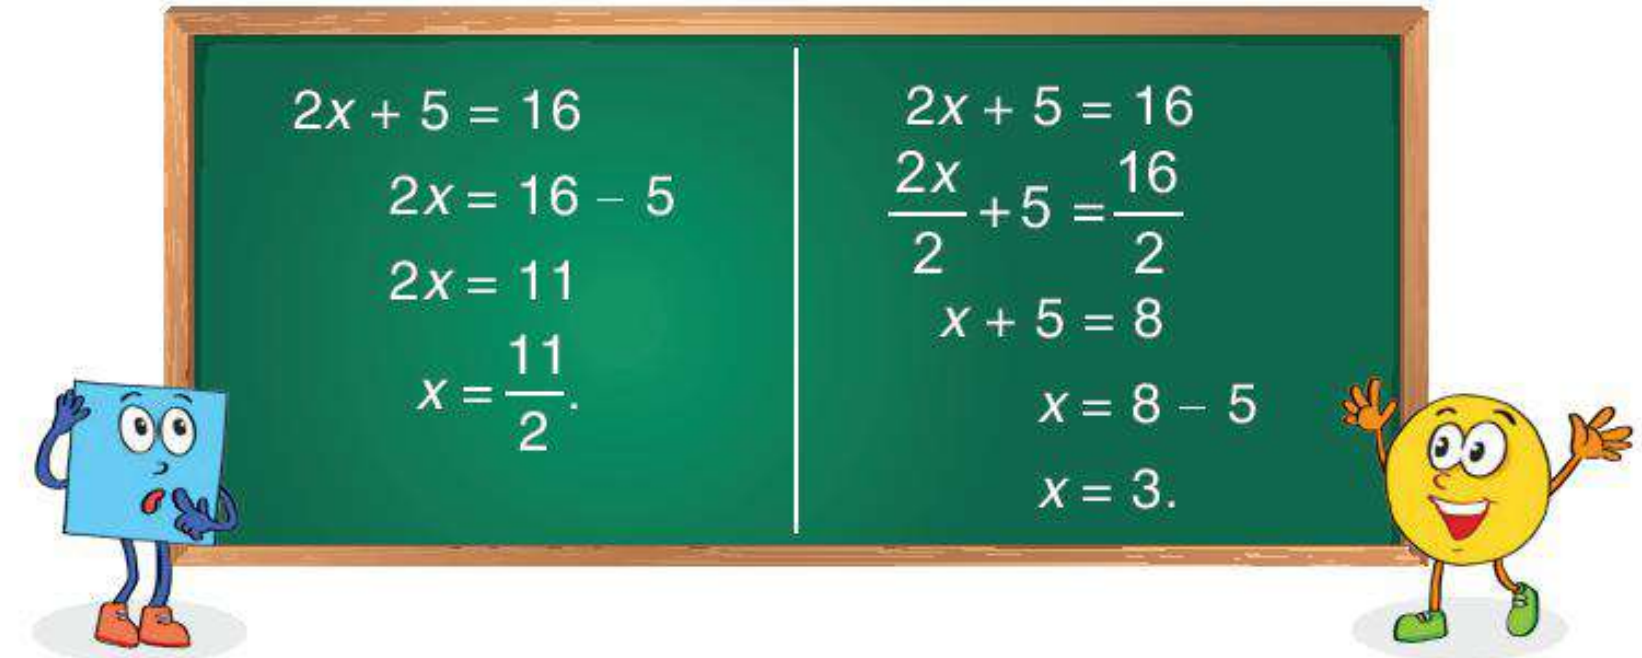 2x + 5 = 16
2x = 16 – 5
2x = 11
x = 11/2.
2x + 5 = 16
2x/2 + 5 = 16/2
x + 5 = 8
x = 8 – 5
x = 3.